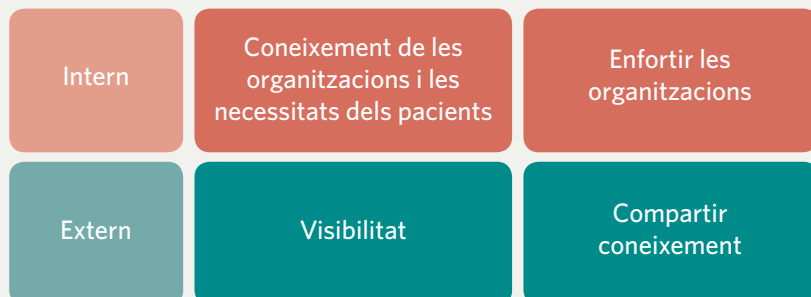 Intern
Coneixement de les
organitzacions i les
necessitats dels pacients
Enfortir les
organitzacions
Extern
Visibilitat
Compartir
coneixement